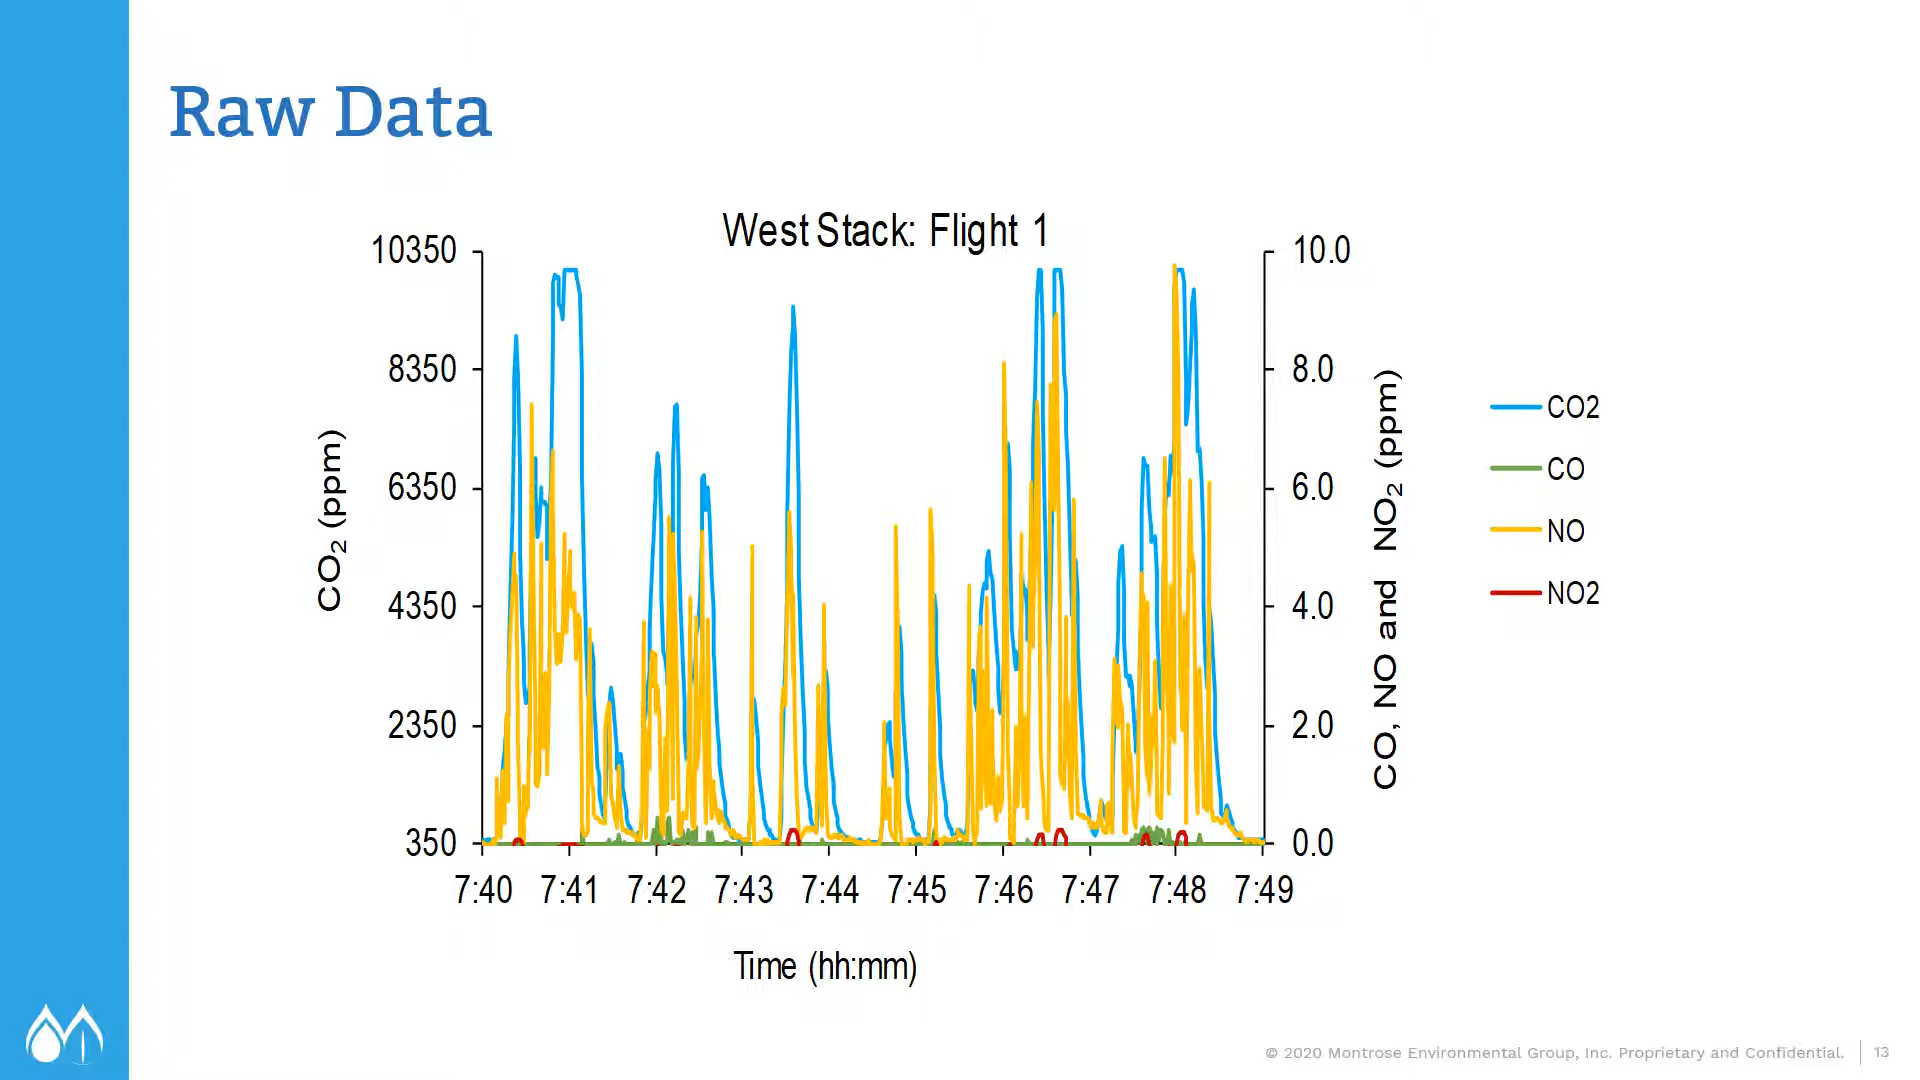 Raw Data
West Stack: Flight 1
10350
8350
6350
4350
2350
350
CO₂ (ppm)
10.0
8.0
6.0
4.0
2.0
0.0
CO, NO and NO₂ (ppm)
CO2
CO
NO
NO2
7:40 7:41 7:42 7:43 7:44 7:45 7:46 7:47 7:48 7:49
Time (hh:mm)
© 2020 Montrose Environmental Group, Inc. Proprietary and Confidential. 13